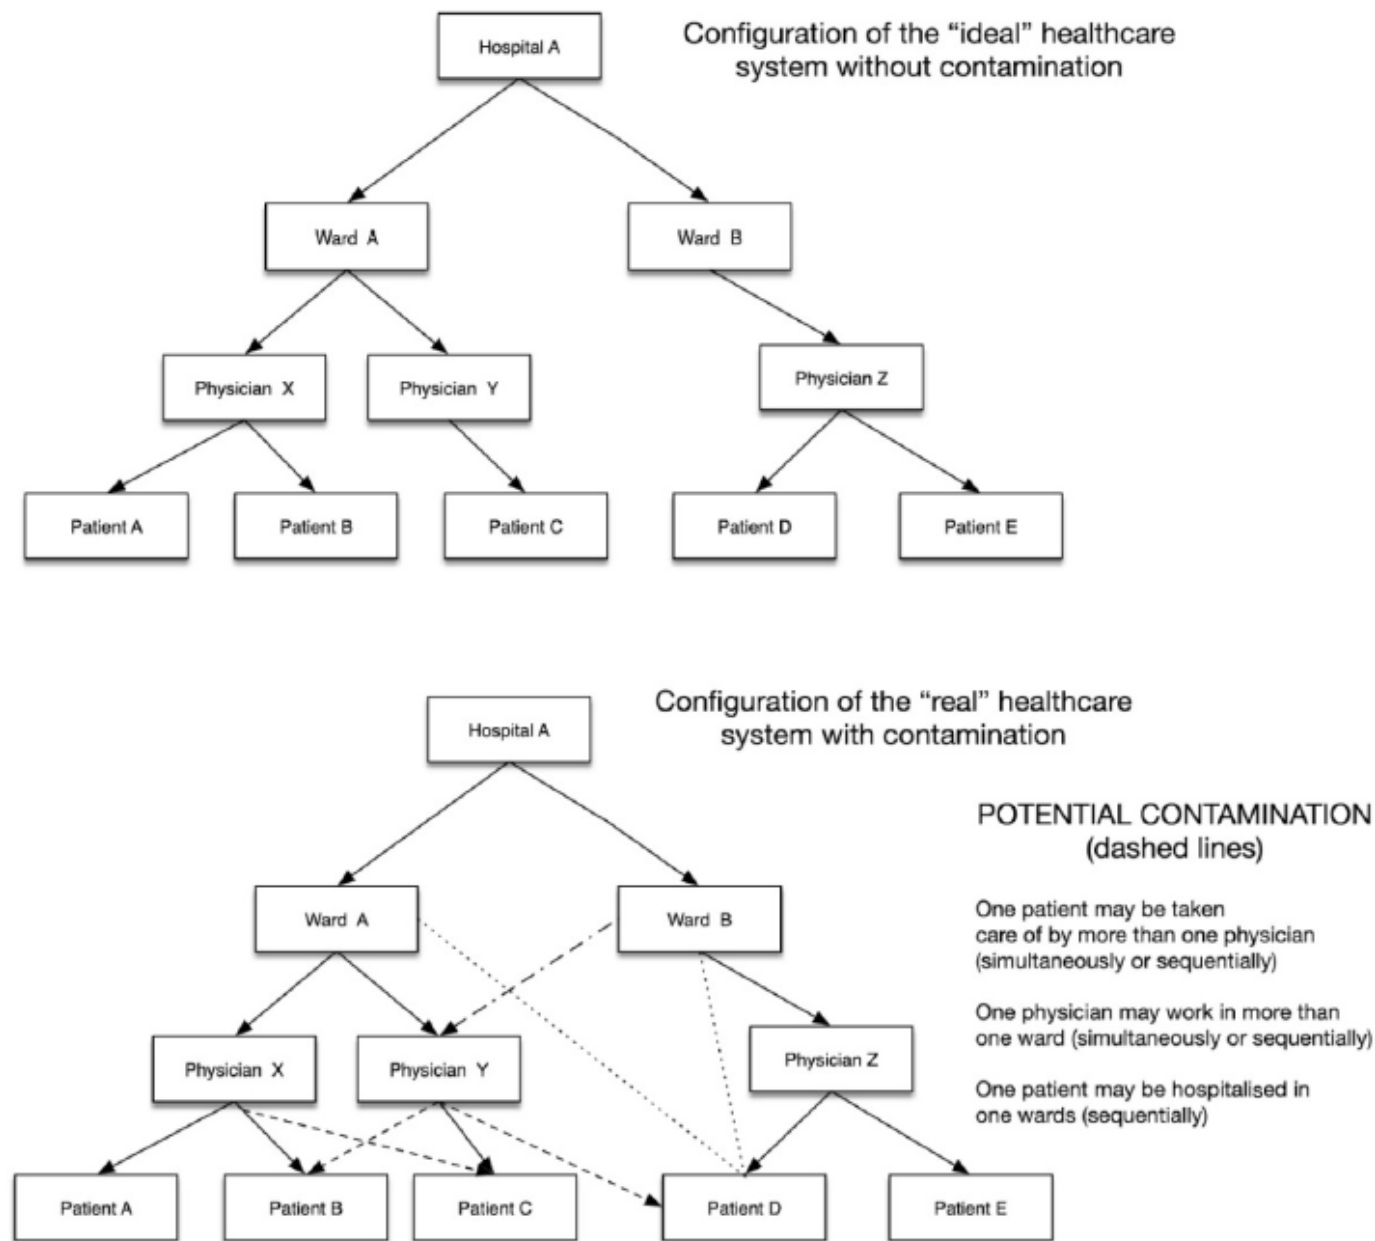 Configuration of the “ideal” healthcare
system without contamination
Hospital A
Ward A
Ward B
Physician X
Physician Y
Physician Z
Patient A
Patient B
Patient C
Patient D
Patient E
Configuration of the “real” healthcare
system with contamination
Hospital A
POTENTIAL CONTAMINATION
(dashed lines)
Ward A
Ward B
One patient may be taken
care of by more than one physician
(simultaneously or sequentially)
One physician may work in more than
one ward (simultaneously or sequentially)
One patient may be hospitalised in
one wards (sequentially)
Physician X
Physician Y
Physician Z
Patient A
Patient B
Patient C
Patient D
Patient E